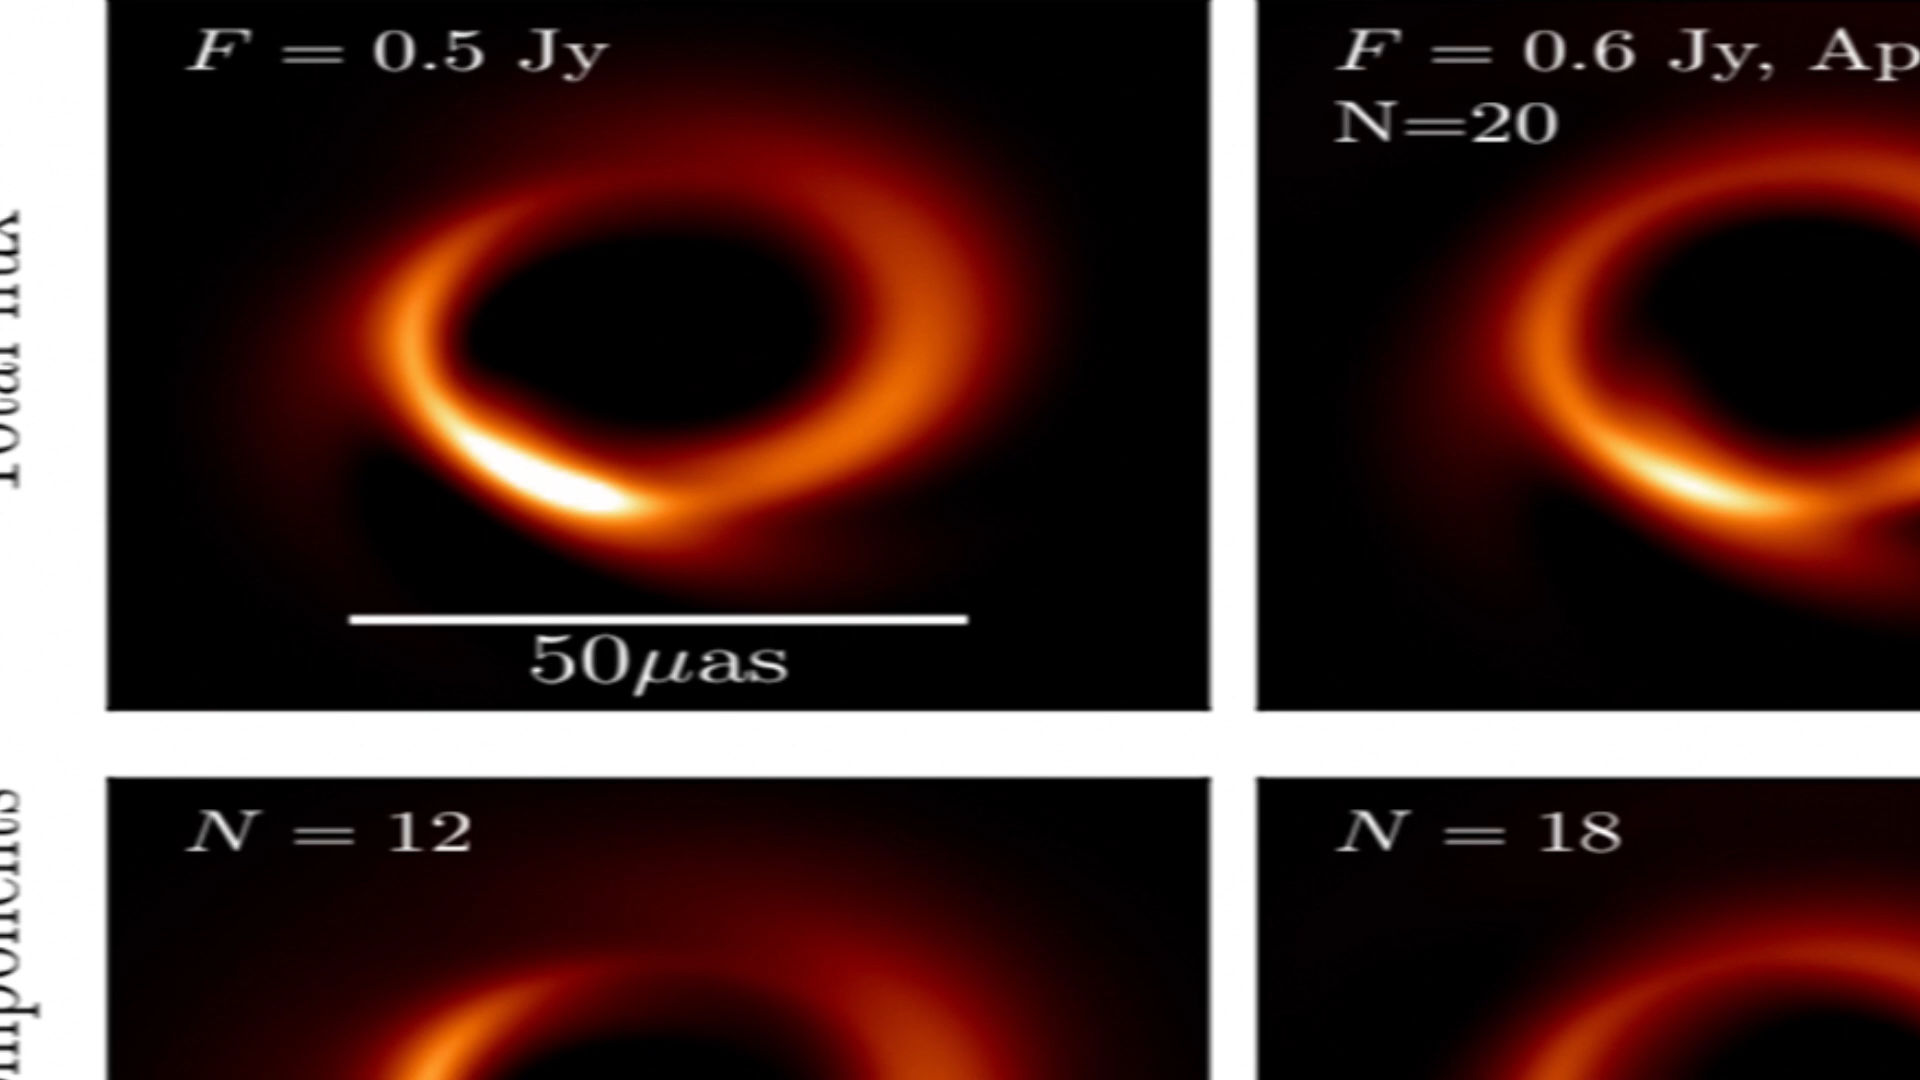 F = 0.5 Jy
50μas
F = 0.6 Jy, Ap
N=20
N = 12
N = 18